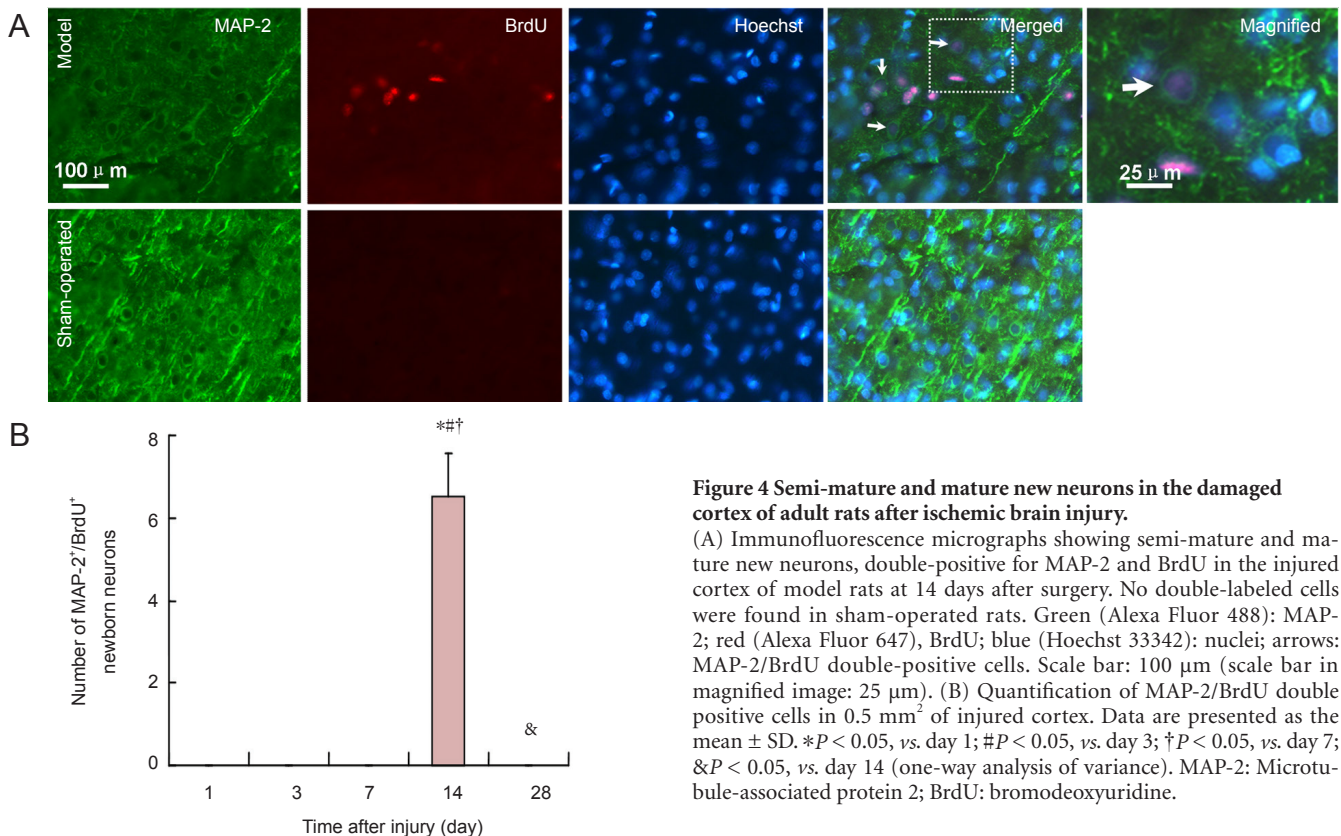 A
Model
MAP-2
BrdU
Hoechst
Merged
Magnified
100 μm
25 μm
Sham-operated
B
*#†
&
8
6
4
2
0
Number of MAP-2⁺/BrdU⁺
newborn neurons
1 3 7 14 28
Time after injury (day)
Figure 4 Semi-mature and mature new neurons in the damaged
cortex of adult rats after ischemic brain injury.
(A) Immunofluorescence micrographs showing semi-mature and ma-
ture new neurons, double-positive for MAP-2 and BrdU in the injured
cortex of model rats at 14 days after surgery. No double-labeled cells
were found in sham-operated rats. Green (Alexa Fluor 488): MAP-
2; red (Alexa Fluor 647), BrdU; blue (Hoechst 33342): nuclei; arrows:
MAP-2/BrdU double-positive cells. Scale bar: 100 μm (scale bar in
magnified image: 25 μm). (B) Quantification of MAP-2/BrdU double
positive cells in 0.5 mm² of injured cortex. Data are presented as the
mean ± SD. *P < 0.05, vs. day 1; #P < 0.05, vs. day 3; †P < 0.05, vs. day 7;
&P < 0.05, vs. day 14 (one-way analysis of variance). MAP-2: Microtu-
bule-associated protein 2; BrdU: bromodeoxyuridine.